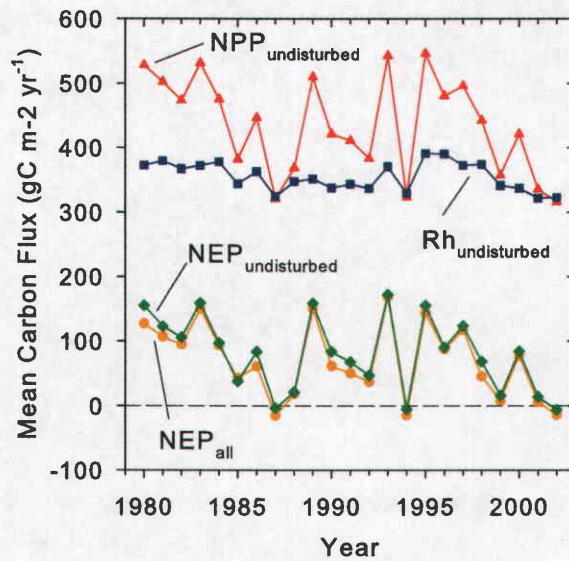 600
500
400
300
200
100
0
-100
Mean Carbon Flux (gC m-2 yr-1)
NPPundisturbed
Rhundisturbed
NEPundisturbed
NEPall
1980
1985
1990
1995
2000
Year